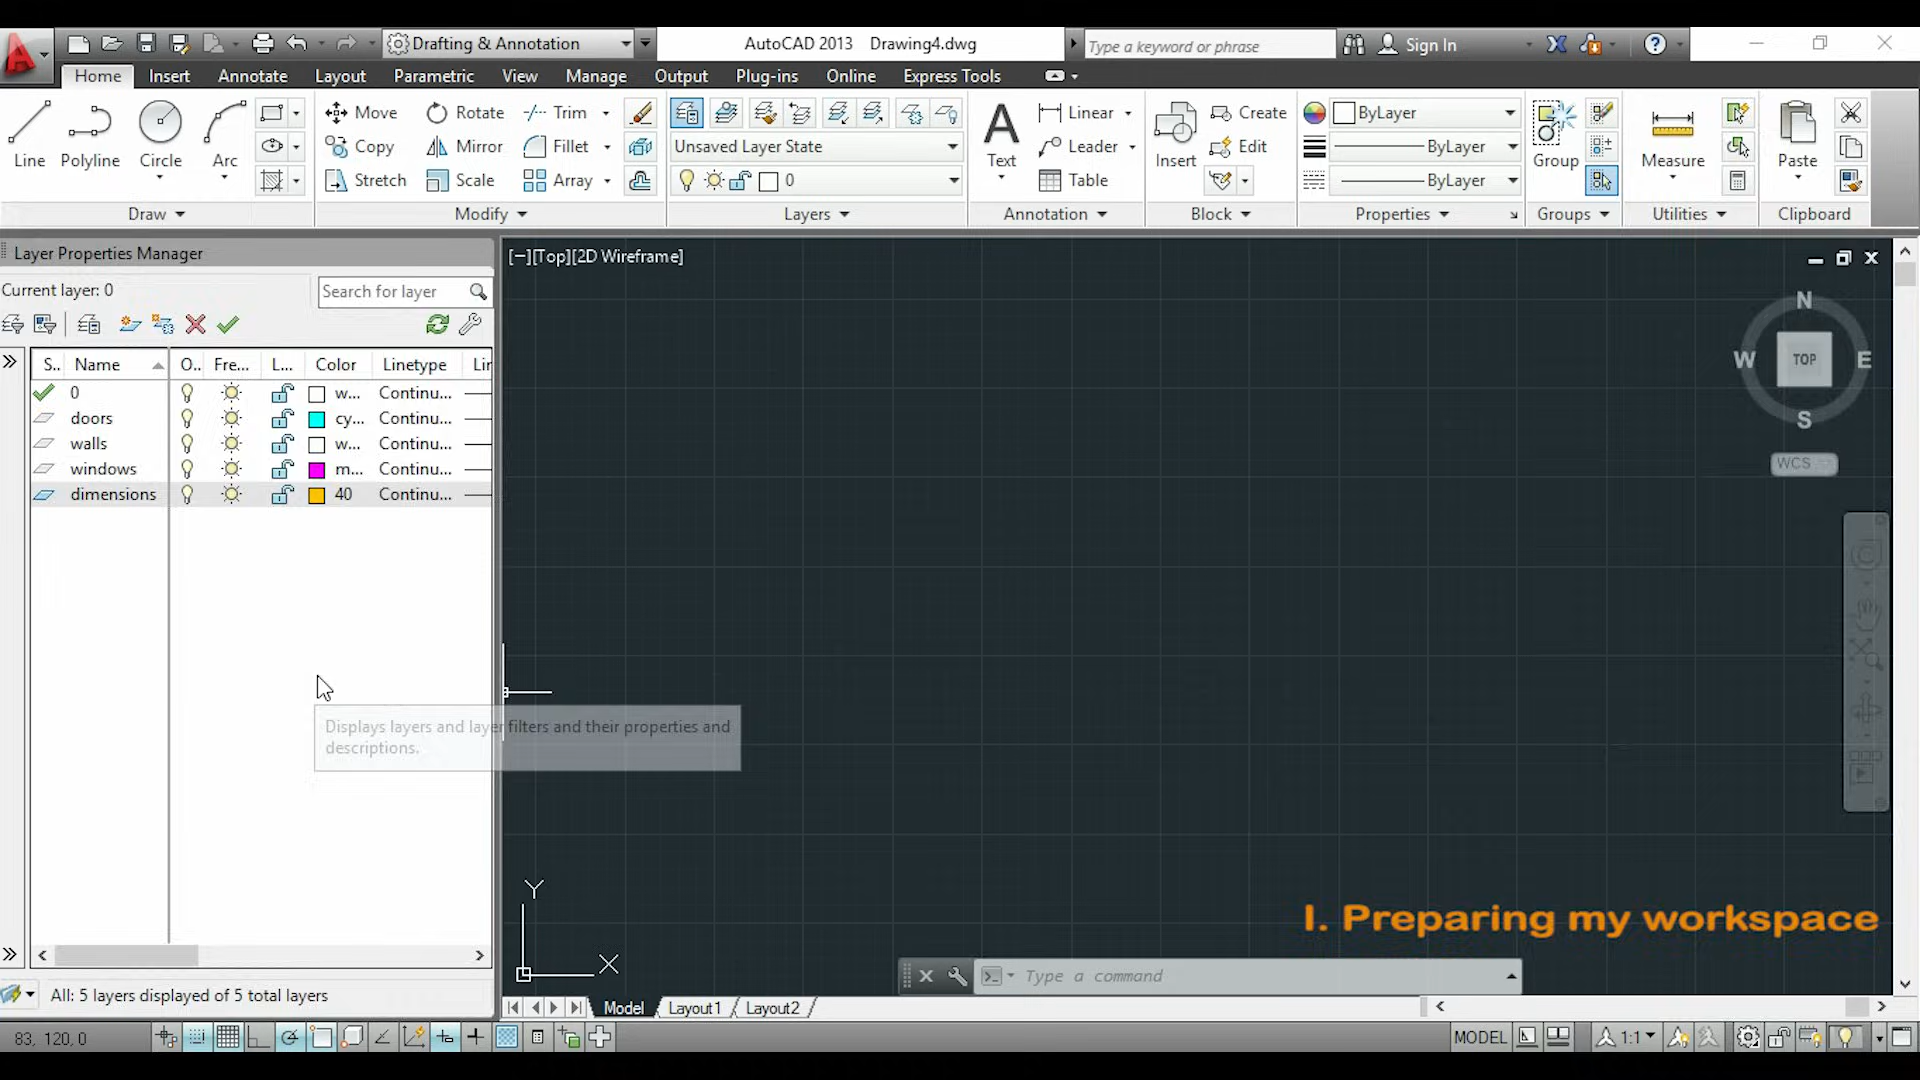 Drafting & Annotation
AutoCAD 2013 Drawing4.dwg
Type a keyword or phrase
Sign In
Home Insert Annotate Layout Parametric View Manage Output Plug-ins Online Express Tools
Line Polyline Circle Arc
Move Rotate Trim
Copy Mirror Fillet
Stretch Scale Array
Unsaved Layer State
0
Text
Linear
Leader
Table
Insert
Create
Edit
ByLayer
ByLayer
ByLayer
Group
Measure
Paste
Draw Modify Layers Annotation Block Properties Groups Utilities Clipboard
Layer Properties Manager
Current layer: 0
Search for layer
S.. Name O.. Fre... L... Color Linetype Lir
0 w... Continu...
doors cy... Continu...
walls w... Continu...
windows m... Continu...
dimensions 40 Continu...
Displays layers and layer filters and their properties and
descriptions.
All: 5 layers displayed of 5 total layers
[−][Top][2D Wireframe]
N
W TOP E
S
WCS
Y
X
I. Preparing my workspace
Type a command
Model Layout1 Layout2
83, 120, 0
MODEL
1:1